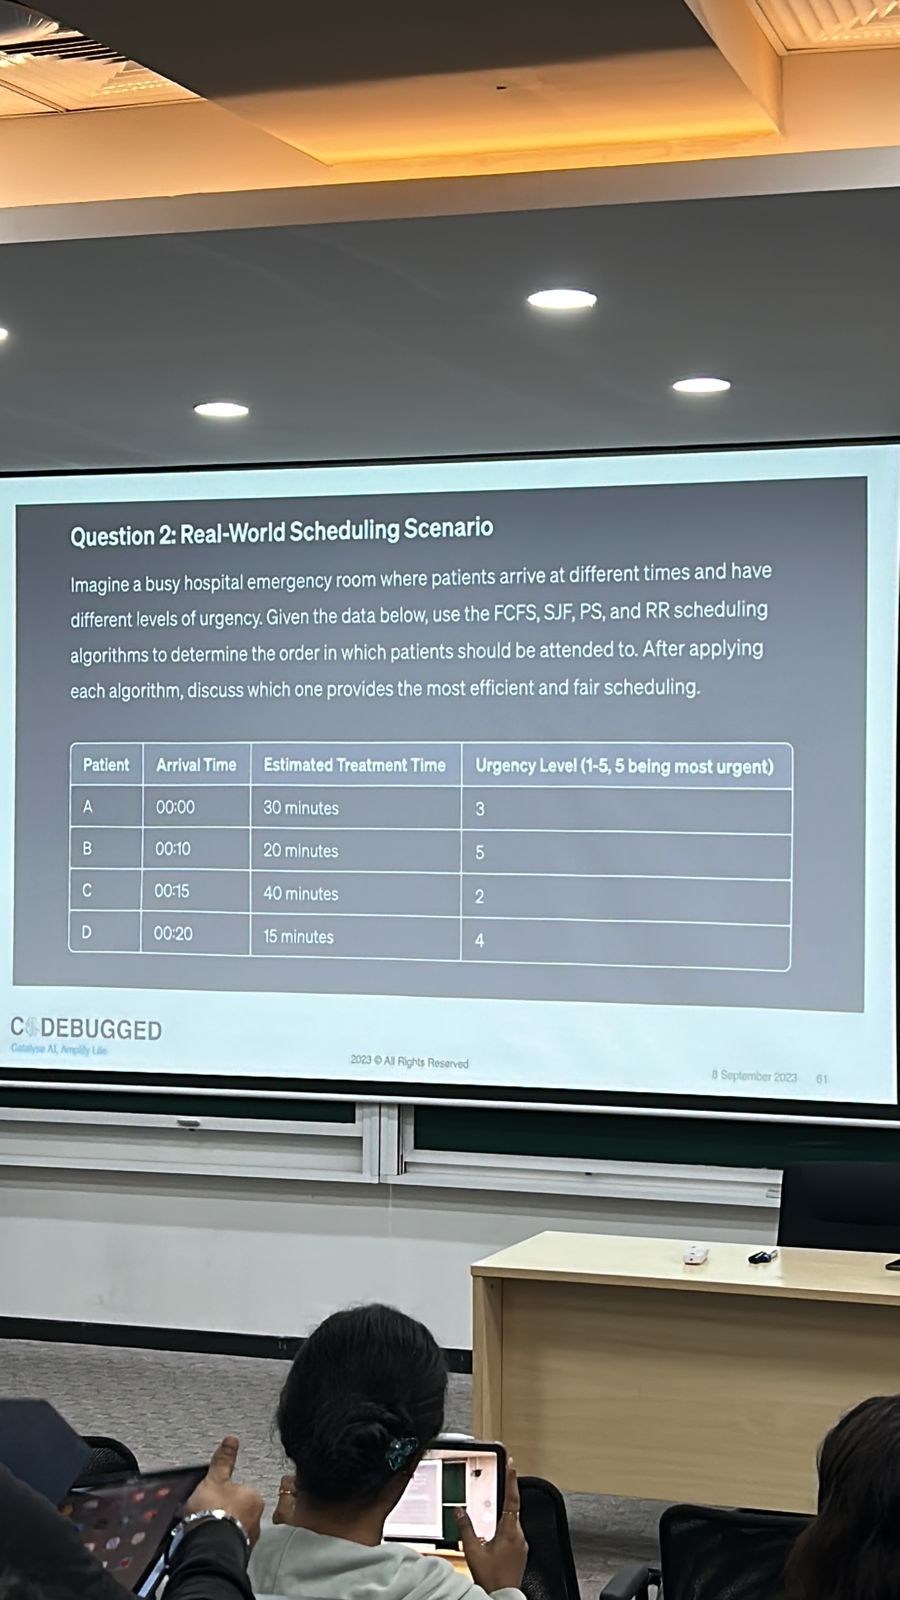 Question 2: Real-World Scheduling Scenario
Imagine a busy hospital emergency room where patients arrive at different times and have
different levels of urgency. Given the data below, use the FCFS, SJF, PS, and RR scheduling
algorithms to determine the order in which patients should be attended to. After applying
each algorithm, discuss which one provides the most efficient and fair scheduling.
Patient Arrival Time Estimated Treatment Time Urgency Level (1-5, 5 being most urgent)
A 00:00 30 minutes 3
B 00:10 20 minutes 5
C 00:15 40 minutes 2
D 00:20 15 minutes 4
CODEBUGGED
Catalyse AI, Amplify Life
2023 © All Rights Reserved
8 September 2023 61